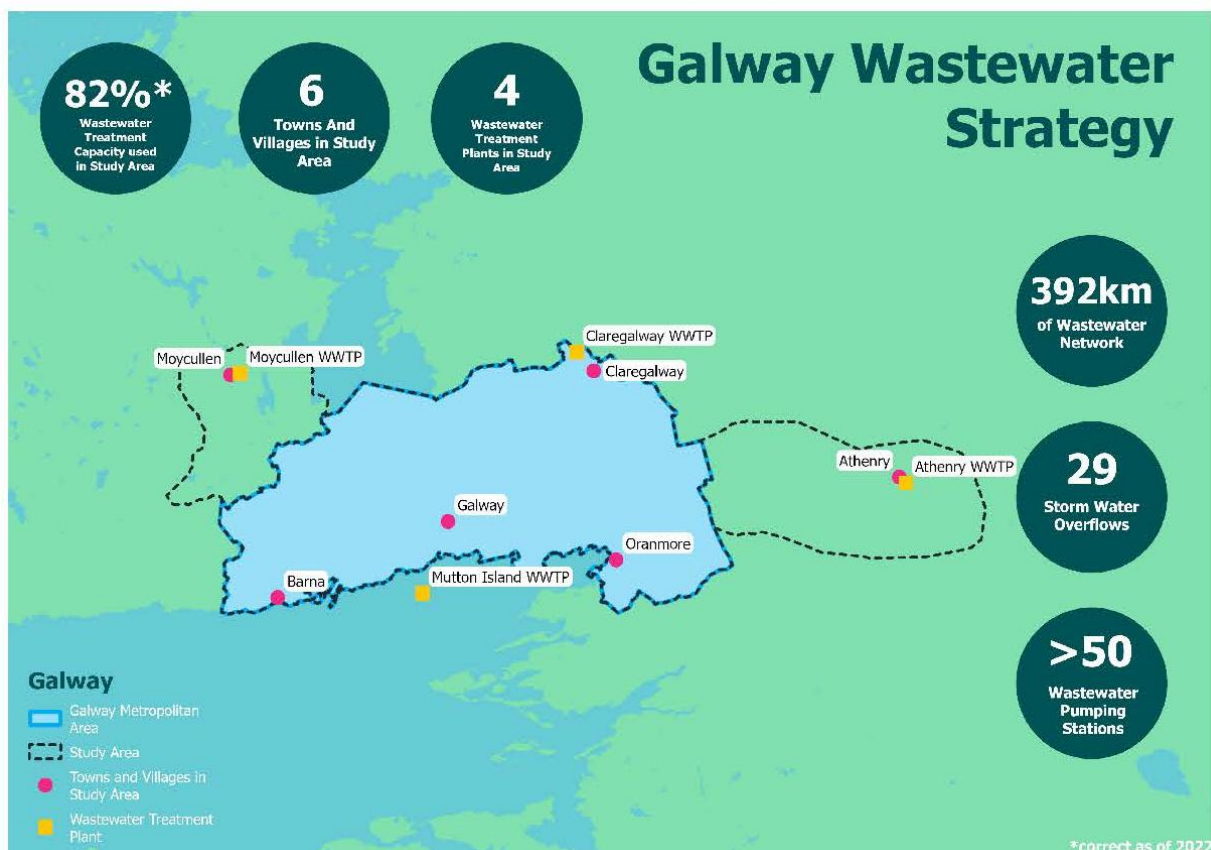 Galway Wastewater
Strategy
82%*
Wastewater
Treatment
Capacity used
in Study Area
6
Towns And
Villages in Study
Area
4
Wastewater
Treatment
Plants in Study
Area
392km
of Wastewater
Network
29
Storm Water
Overflows
>50
Wastewater
Pumping
Stations
Moycullen
Moycullen WWTP
Claregalway WWTP
Claregalway
Athenry
Athenry WWTP
Galway
Oranmore
Barna
Mutton Island WWTP
Galway
Galway Metropolitan
Area
Study Area
Towns and Villages in
Study Area
Wastewater Treatment
Plant
*correct as of 2022